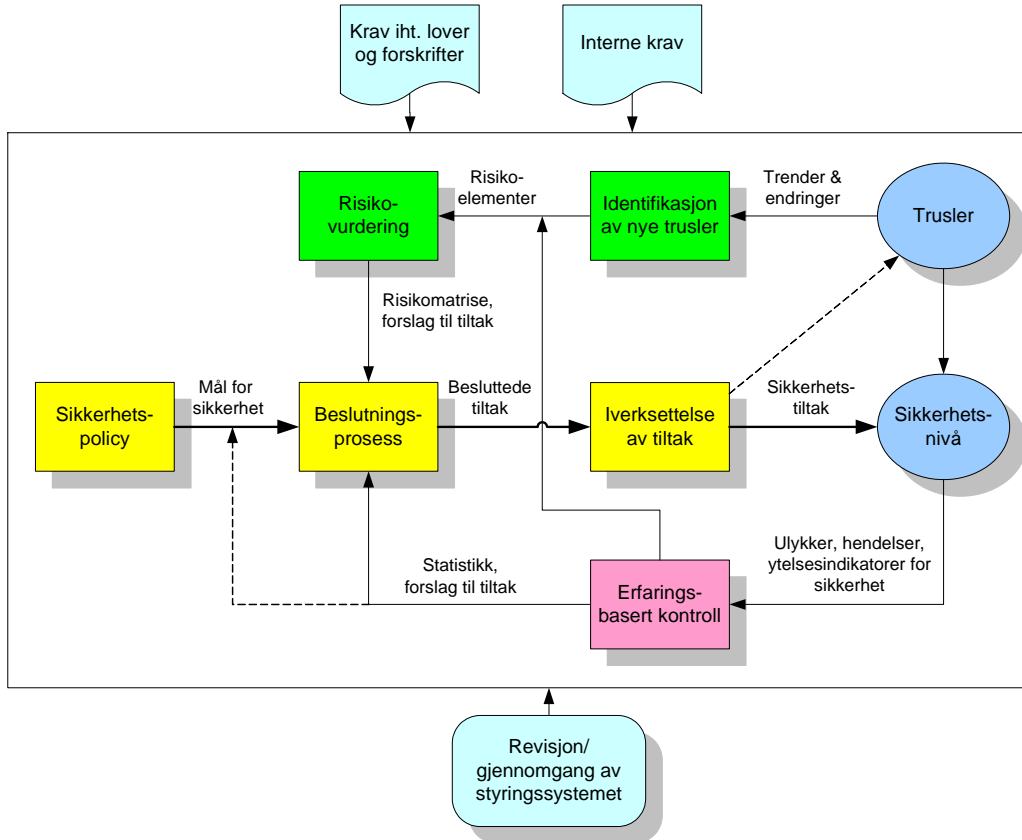 Krav iht. lover
og forskrifter
Interne krav
Risiko-
vurdering
Risiko-
elementer
Identifikasjon
av nye trusler
Trender &
endringer
Trusler
Risikomatrise,
forslag til tiltak
Sikkerhets-
policy
Mål for
sikkerhet
Beslutnings-
prosess
Besluttede
tiltak
Iverksettelse
av tiltak
Sikkerhets-
tiltak
Sikkerhets-
nivå
Statistikk,
forslag til tiltak
Erfarings-
basert kontroll
Ulykker, hendelser,
ytelsesindikatorer for
sikkerhet
Revisjon/
gjennomgang av
styringssystemet